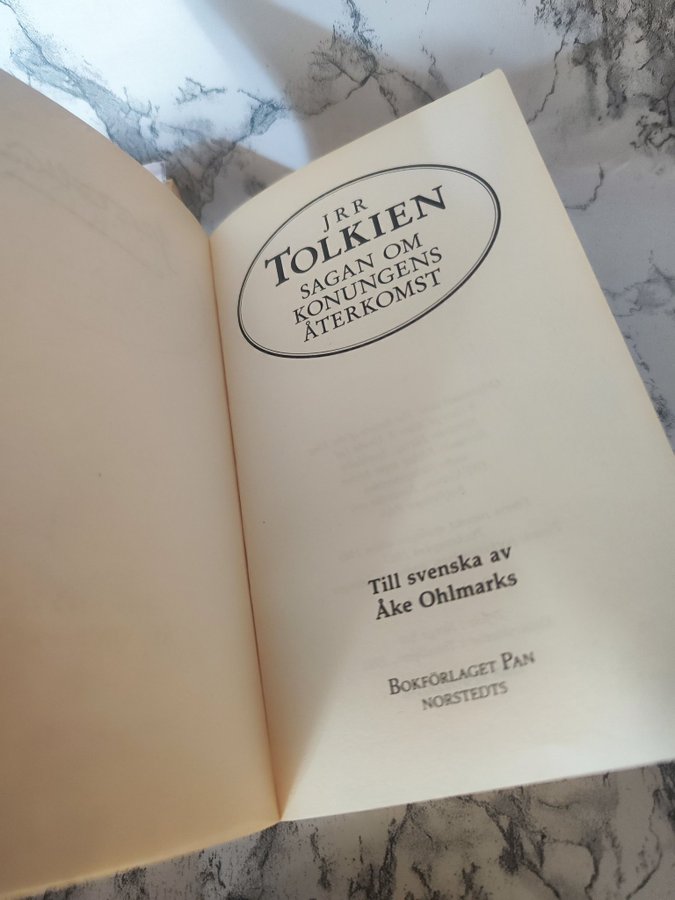 JRR
TOLKIEN
SAGAN OM
KONUNGENS
ÅTERKOMST
Till svenska av
Åke Ohlmarks
BOKFÖRLAGET PAN
NORSTEDTS